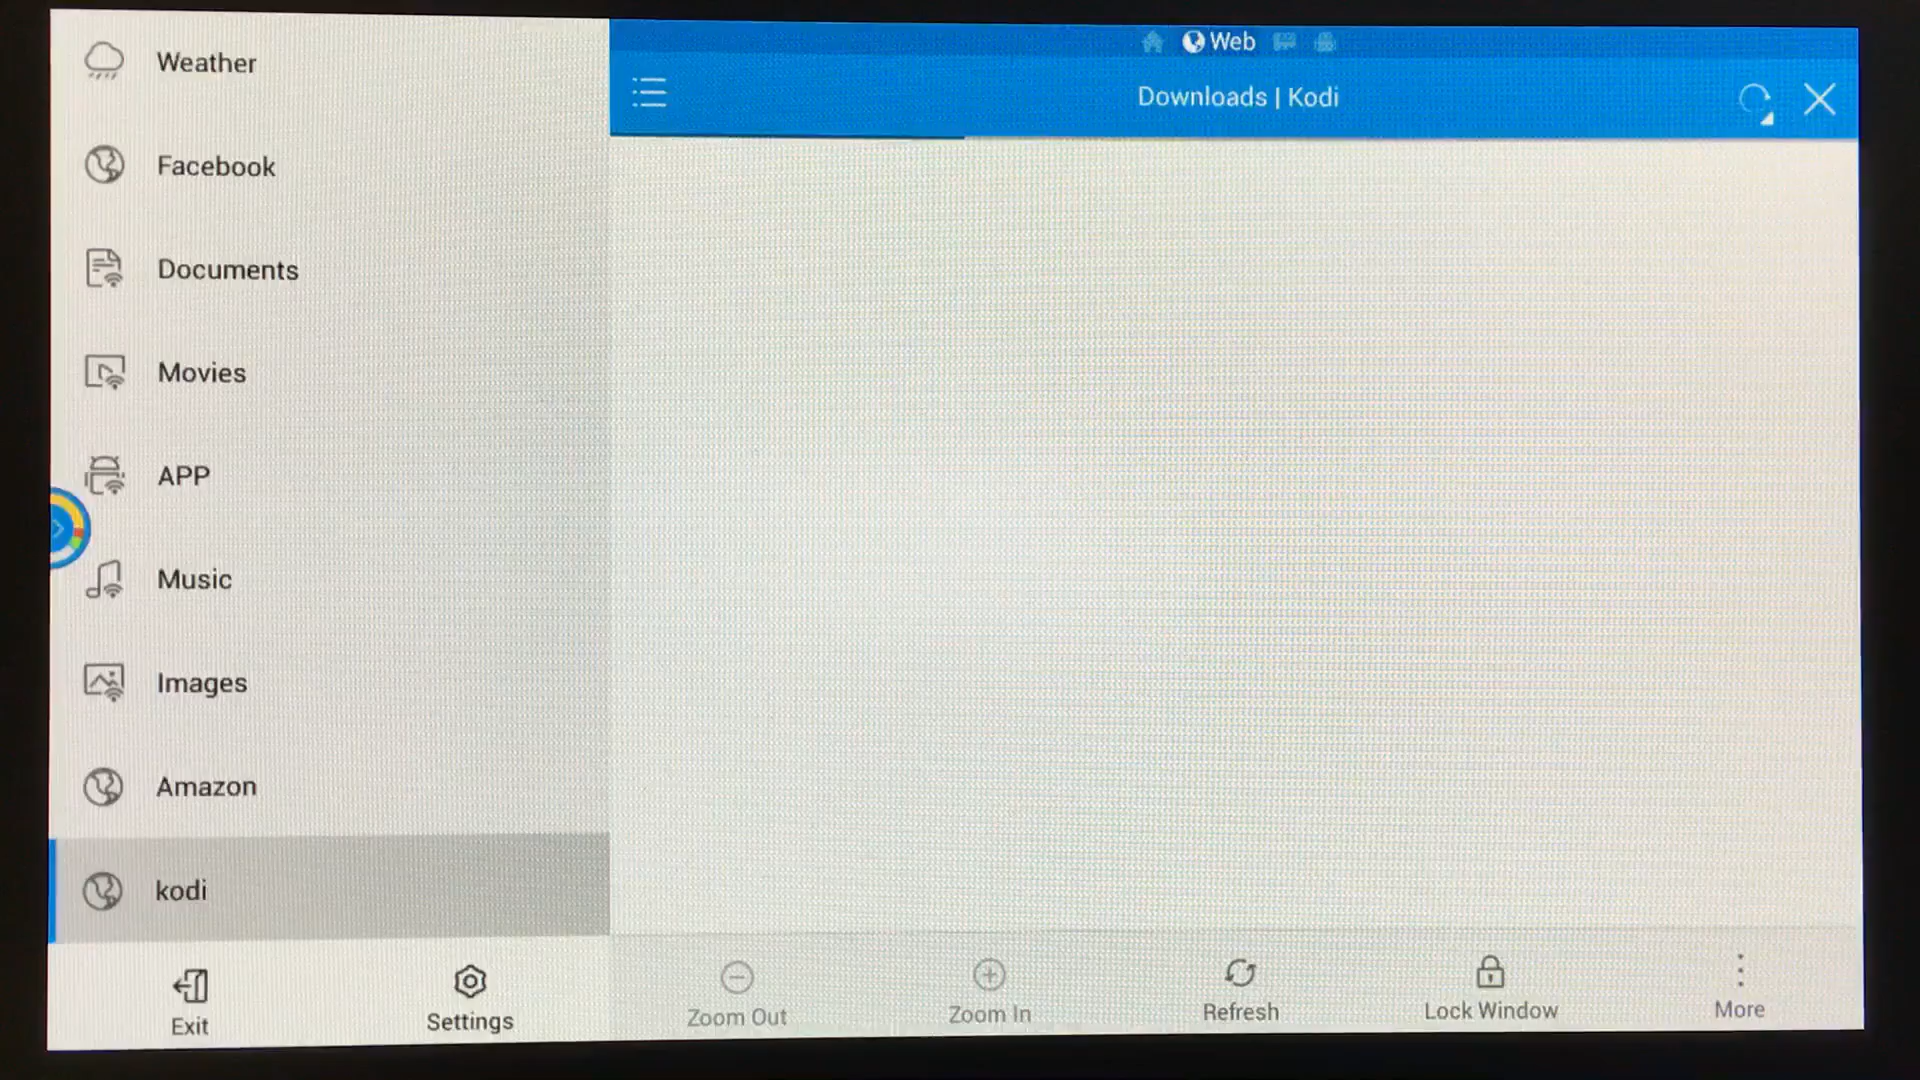 Weather
Facebook
Documents
Movies
APP
Music
Images
Amazon
kodi
Exit
Settings
Web
Downloads | Kodi
Zoom Out
Zoom In
Refresh
Lock Window
More